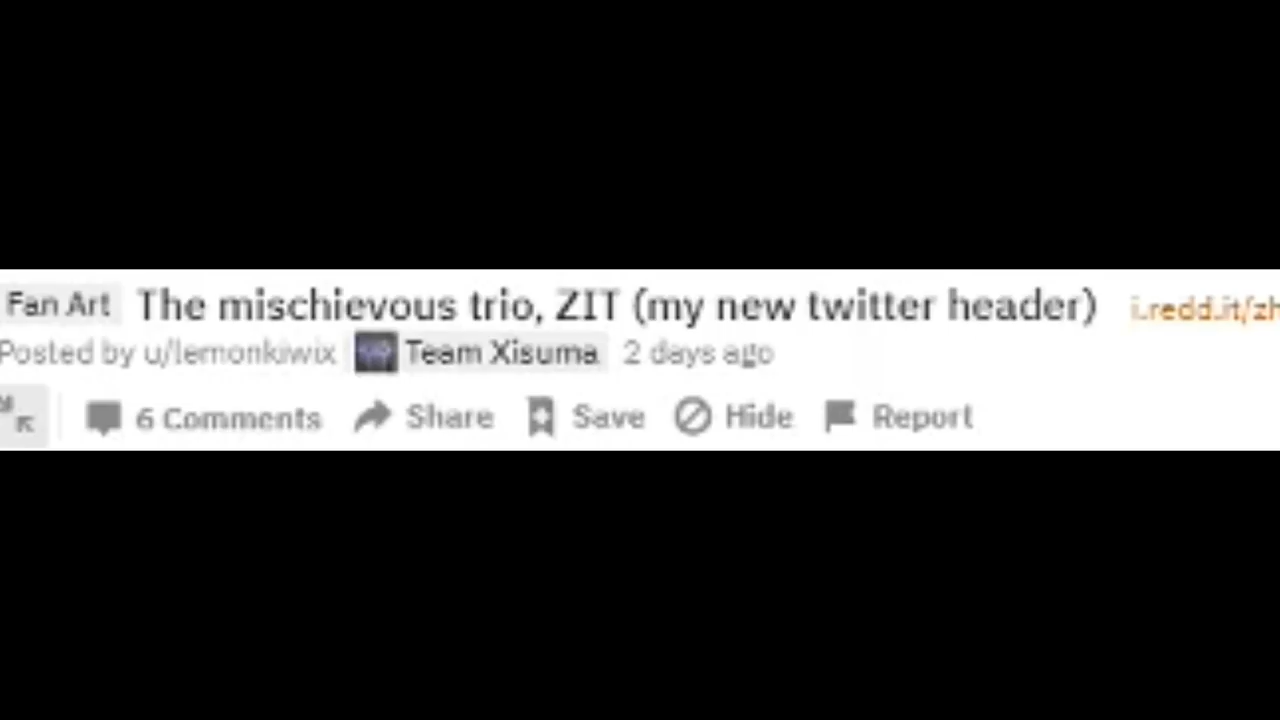 Fan Art The mischievous trio, ZIT (my new twitter header) i.redd.it/zh
Posted by u/lemonkiwix Team Xisuma 2 days ago
6 Comments Share Save Hide Report